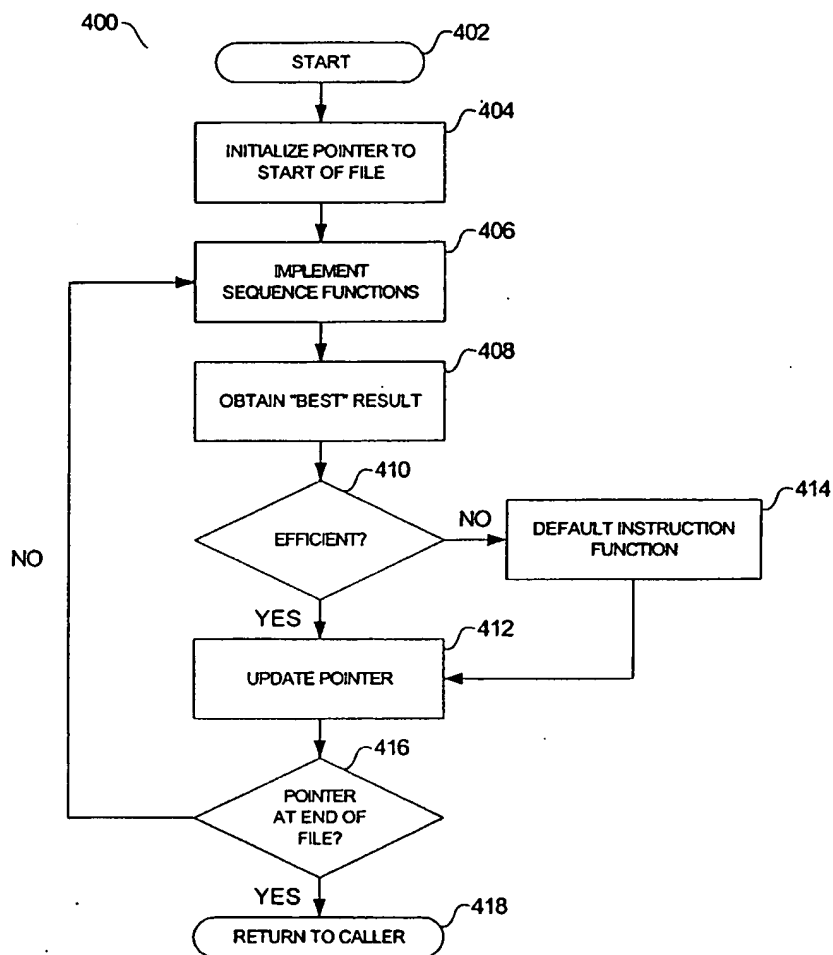 400
402
START
404
INITIALIZE POINTER TO
START OF FILE
406
IMPLEMENT
SEQUENCE FUNCTIONS
408
OBTAIN "BEST" RESULT
410
EFFICIENT?
NO
414
DEFAULT INSTRUCTION
FUNCTION
NO
YES
412
UPDATE POINTER
416
POINTER
AT END OF
FILE?
YES
418
RETURN TO CALLER